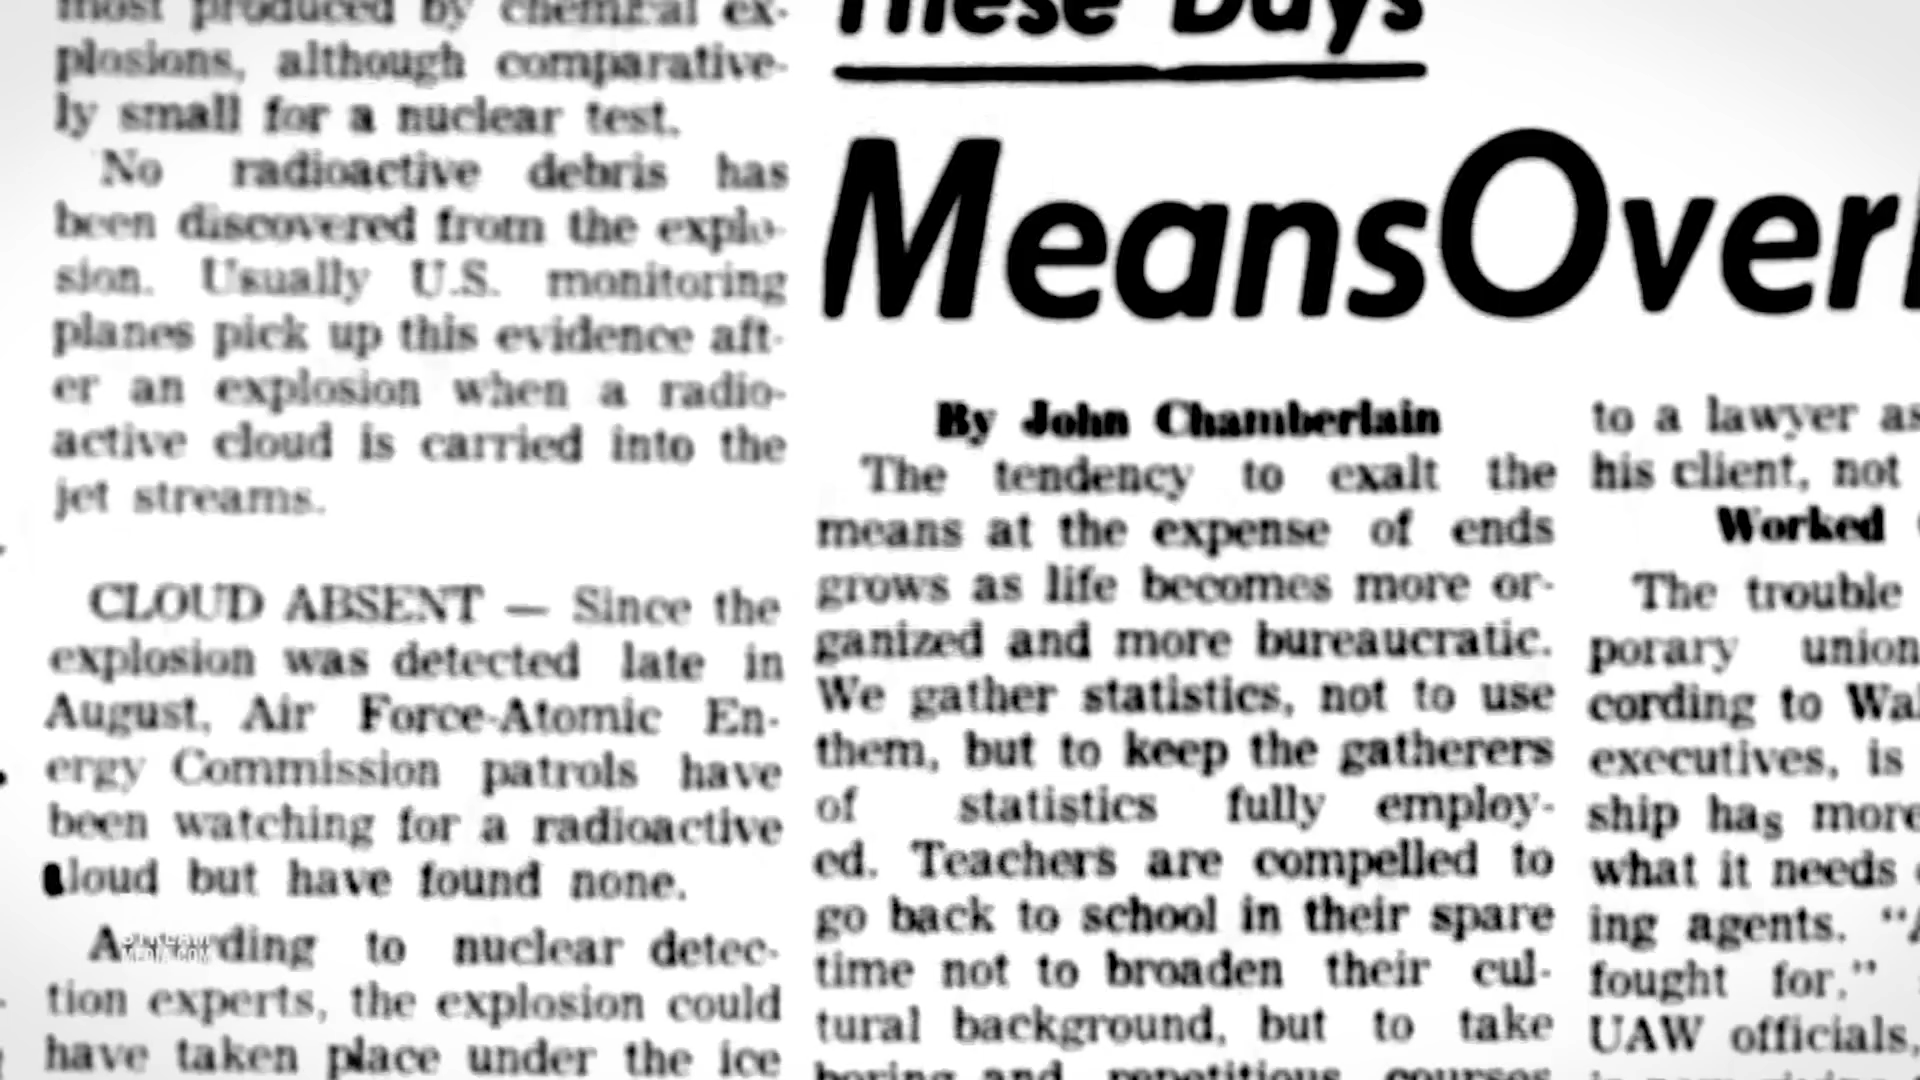 most produced by chemical ex-
plosions, although comparative-
ly small for a nuclear test.
No radioactive debris has
been discovered from the explo-
sion. Usually U.S. monitoring
planes pick up this evidence aft-
er an explosion when a radio-
active cloud is carried into the
jet streams.
CLOUD ABSENT — Since the
explosion was detected late in
August, Air Force-Atomic En-
ergy Commission patrols have
been watching for a radioactive
cloud but have found none.
According to nuclear detec-
tion experts, the explosion could
have taken place under the ice
STREAM
MEDIA.COM
These Days
MeansOver
By John Chamberlain
The tendency to exalt the
means at the expense of ends
grows as life becomes more or-
ganized and more bureaucratic.
We gather statistics, not to use
them, but to keep the gatherers
of statistics fully employ-
ed. Teachers are compelled to
go back to school in their spare
time not to broaden their cul-
tural background, but to take
boring and repetitious courses
to a lawyer as
his client, not
Worked
The trouble
porary union
cording to Wal
executives, is
ship has more
what it needs
ing agents. "A
fought for."
UAW officials,